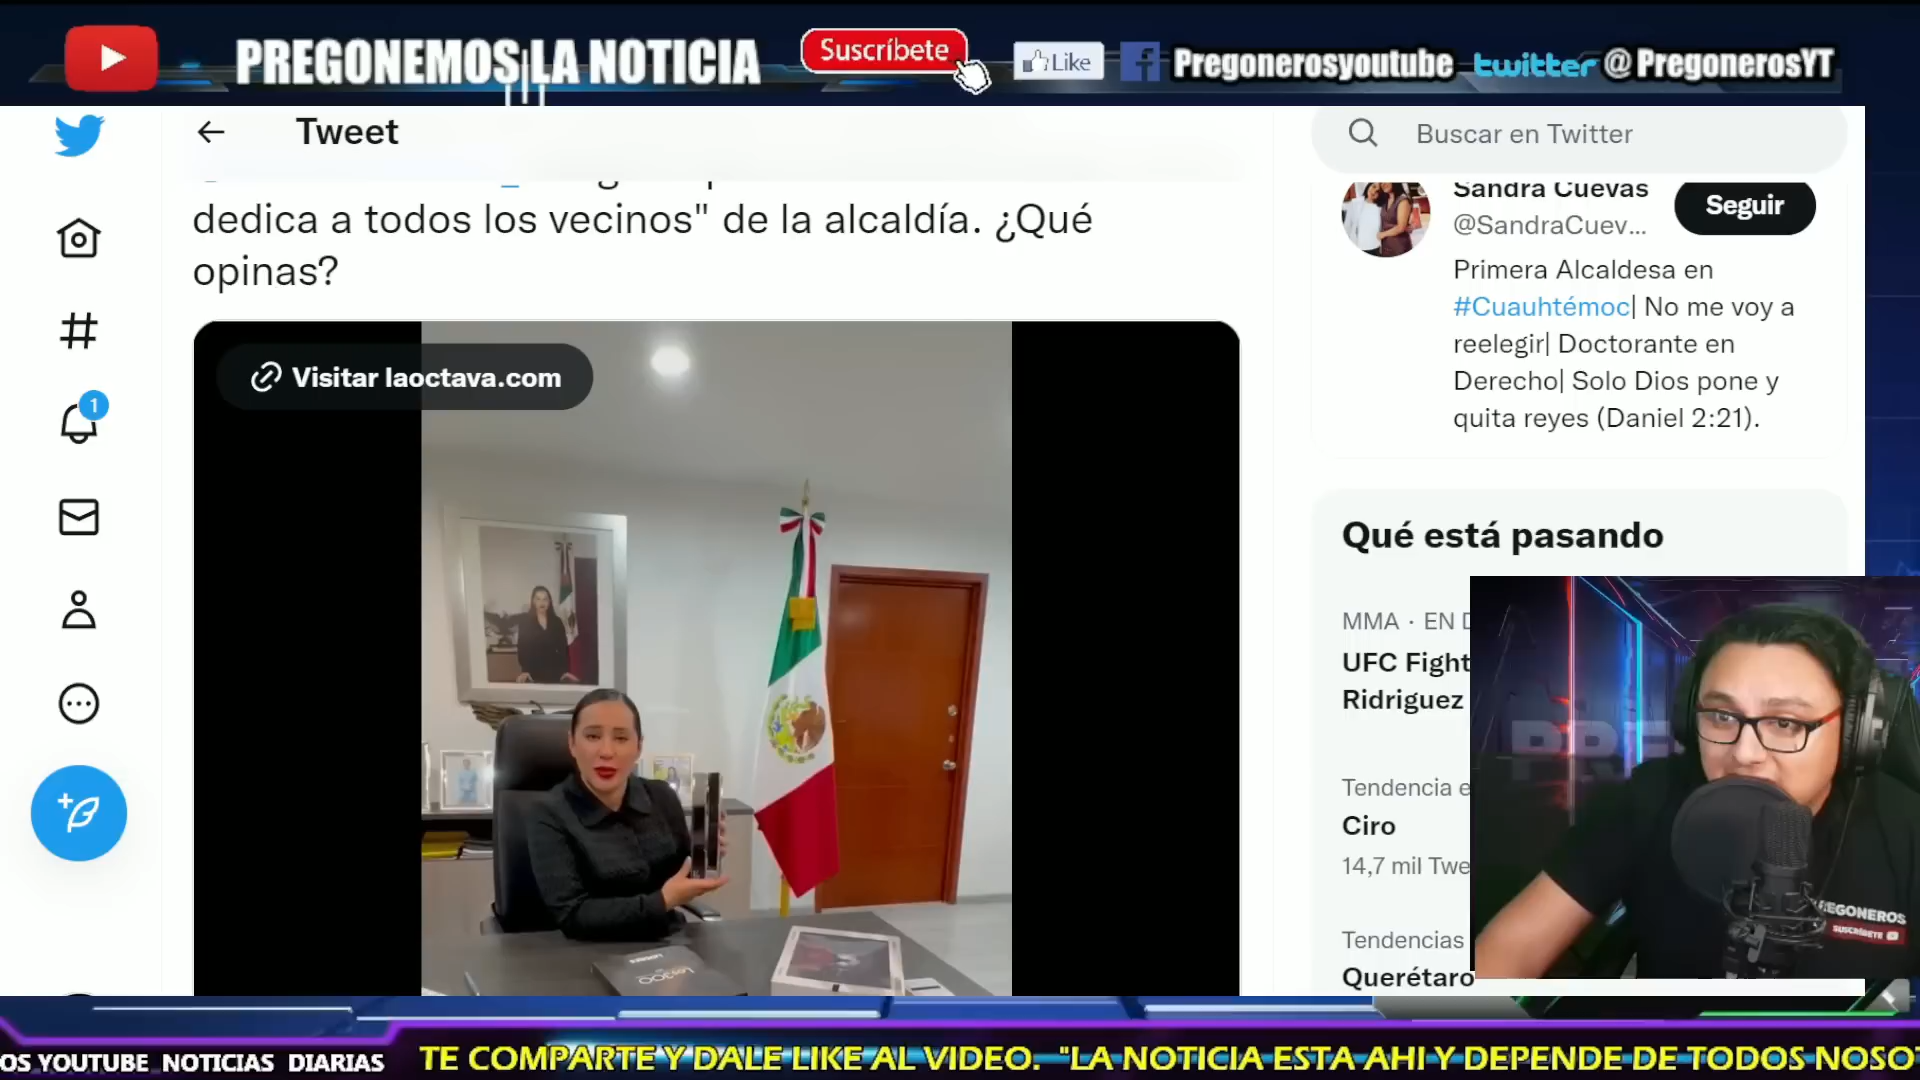 PREGONEMOS LA NOTICIA
Suscríbete
Like
Pregonerosyoutube
twitter @PregonerosYT
Tweet
Buscar en Twitter
dedica a todos los vecinos" de la alcaldía. ¿Qué
opinas?
Visitar laoctava.com
Sandra Cuevas
@SandraCuev...
Seguir
Primera Alcaldesa en
#Cuauhtémoc| No me voy a
reelegir| Doctorante en
Derecho| Solo Dios pone y
quita reyes (Daniel 2:21).
1
Qué está pasando
MMA · EN
UFC Fight
Ridriguez
Tendencia
Ciro
14,7 mil
Tendencias
Querétaro
PREGONEROS
SUSCRÍBETE
OS YOUTUBE NOTICIAS DIARIAS
TE COMPARTE Y DALE LIKE AL VIDEO. "LA NOTICIA ESTA AHI Y DEPENDE DE TODOS NOSO